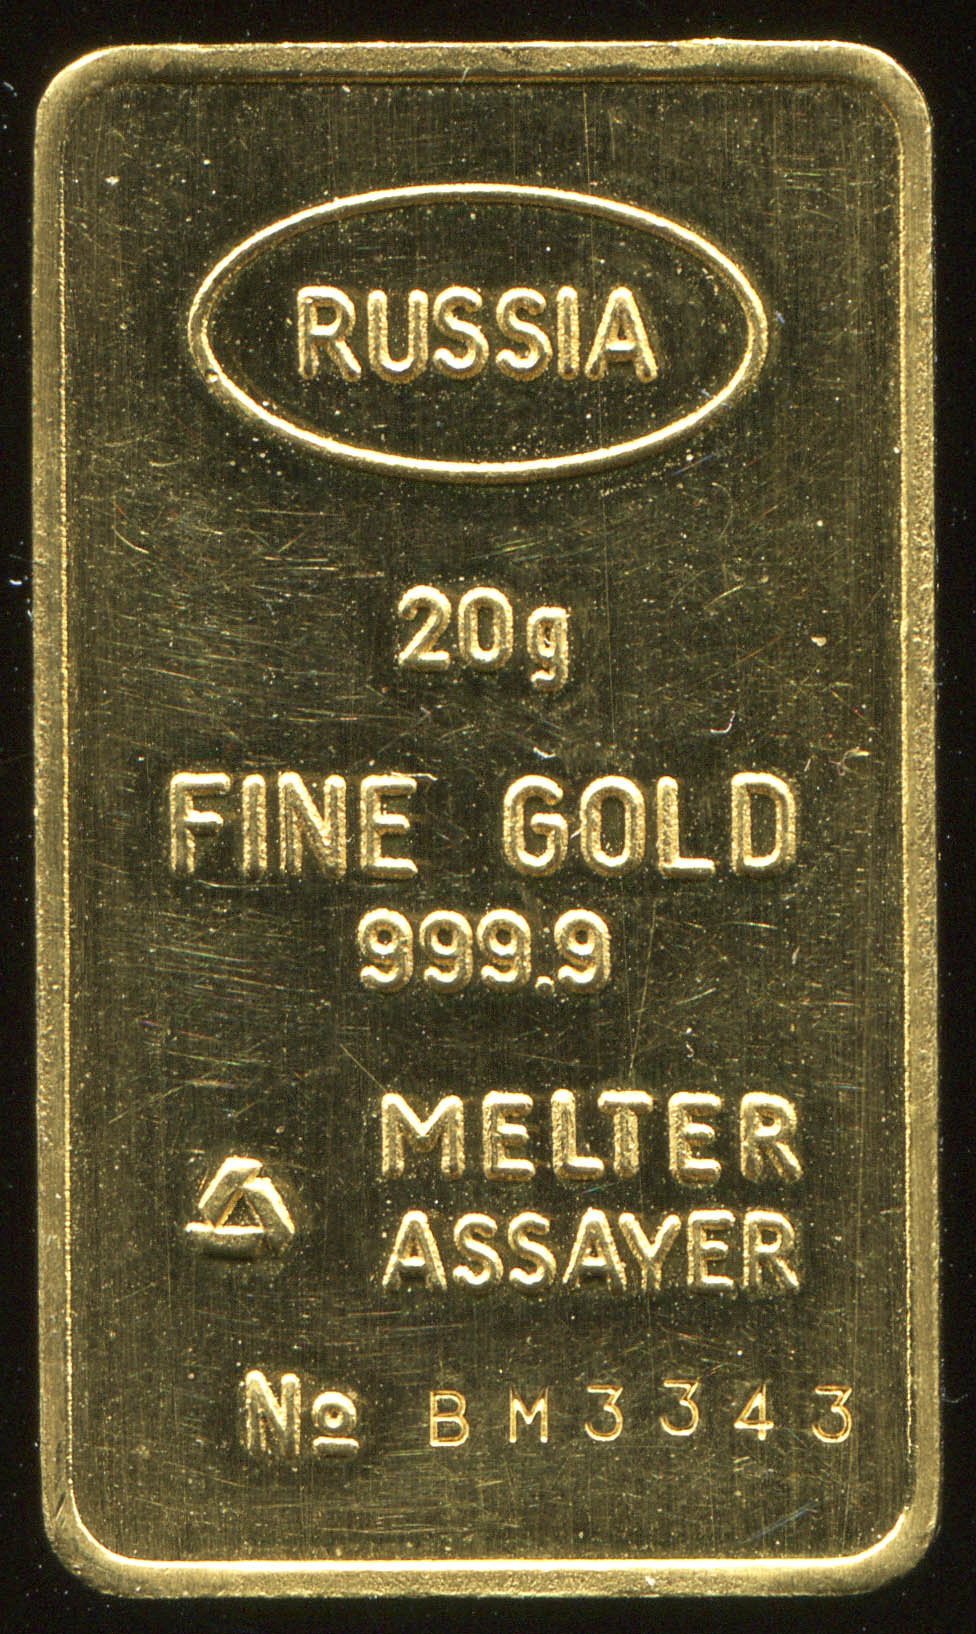 RUSSIA
20g
FINE GOLD
999.9
MELTER
ASSAYER
№ BM3343